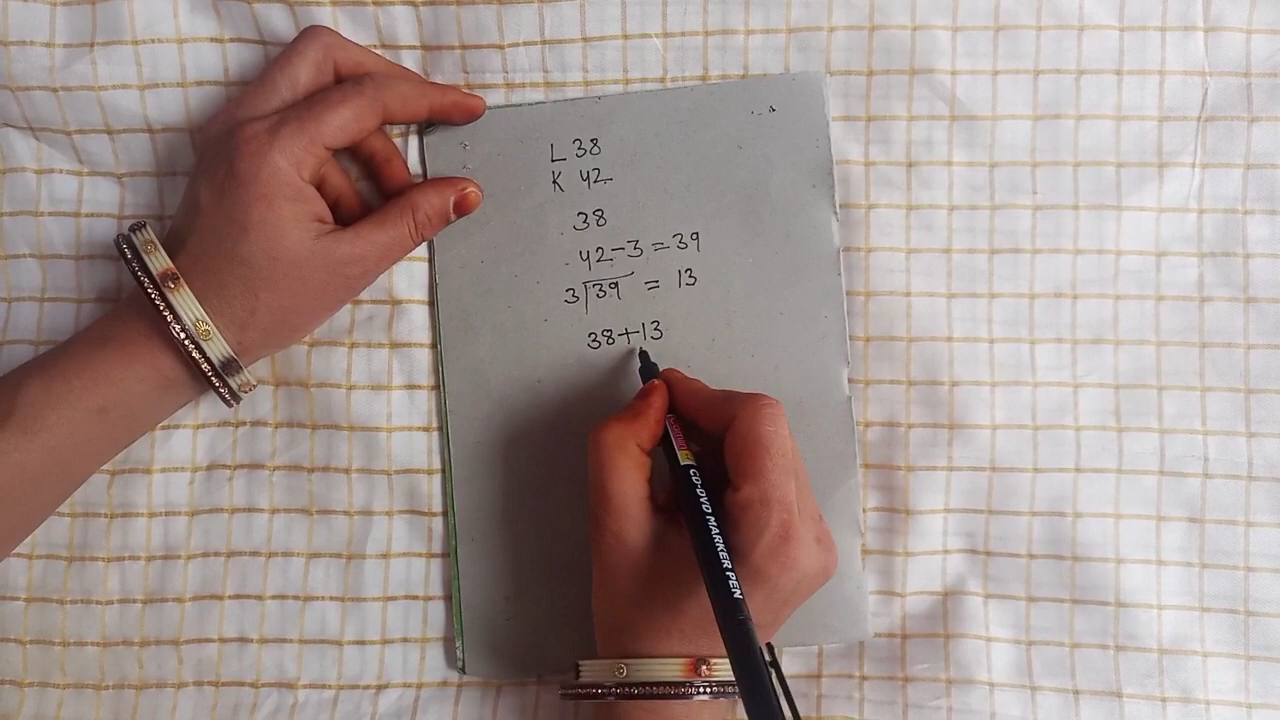 L 38
K 42
38
42-3 = 39
3⟌39 = 13
38+13
CD-DVD MARKER PEN